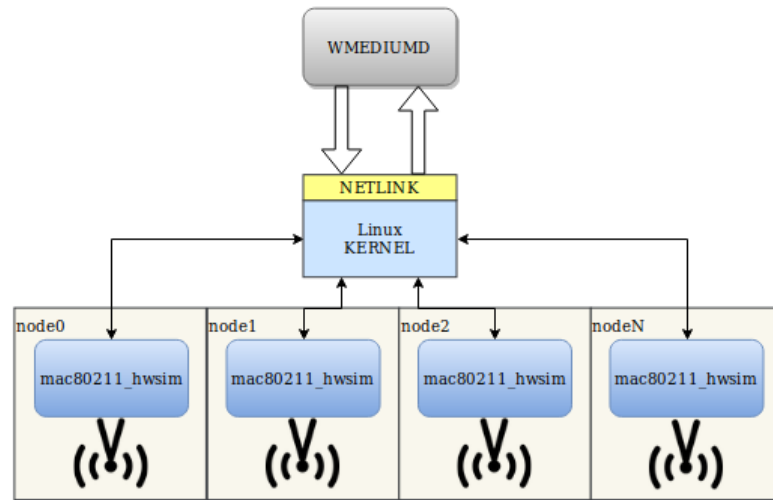 WMEDIUMD
NETLINK
Linux
KERNEL
node0
node1
node2
nodeN
mac80211_hwsim
mac80211_hwsim
mac80211_hwsim
mac80211_hwsim